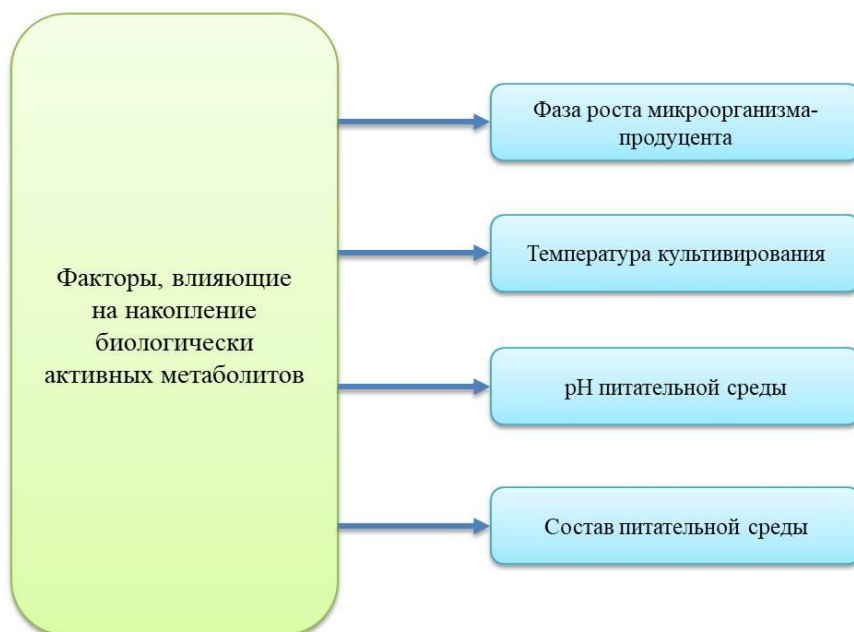 Факторы, влияющие
на накопление
биологически
активных метаболитов
Фаза роста микроорганизма-
продуцента
Температура культивирования
pH питательной среды
Состав питательной среды